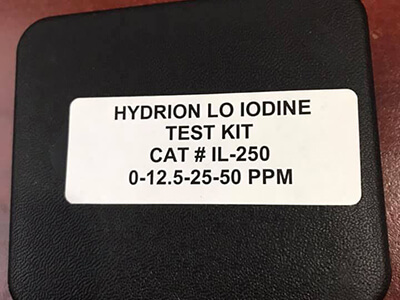 HYDRION LO IODINE
TEST KIT
CAT # IL-250
0-12.5-25-50 PPM